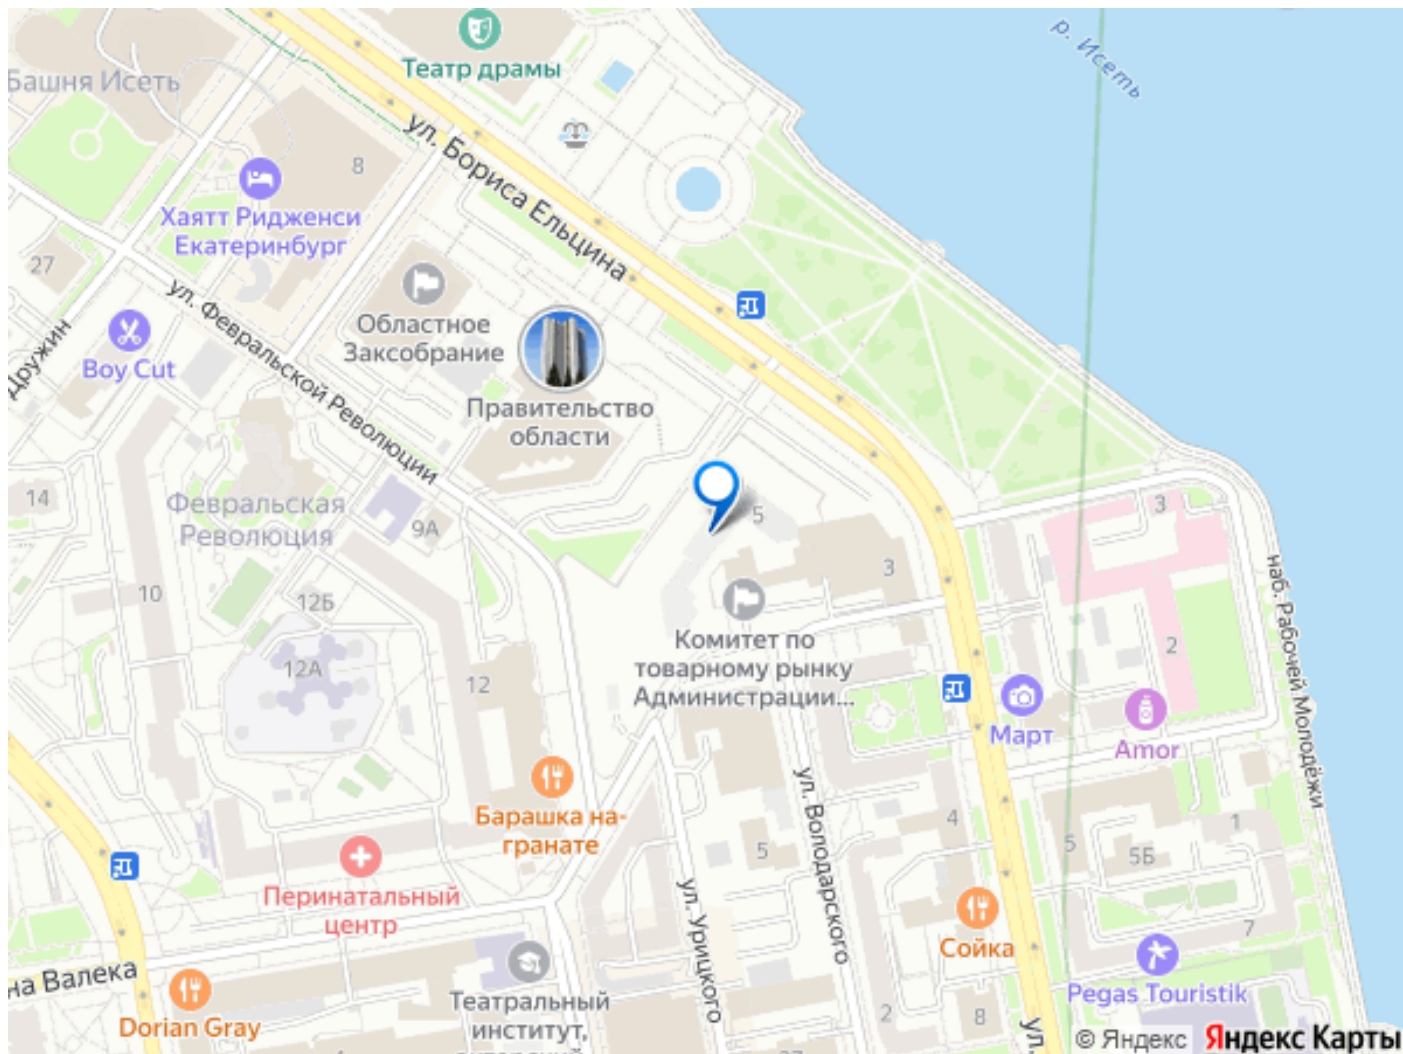 р. Исеть
Театр драмы
Башня Исеть
ул. Бориса Ельцина
8
Хаятт Ридженси
Екатеринбург
27
ул. Февральской Революции
Областное
Заксобрание
Дружин
Boy Cut
Правительство
области
14
Февральская
Революция
9А
5
3
3
наб. Рабочей Молодёжи
10
12Б
12А
12
Комитет по
товарному рынку
Администрации...
2
Март
Amor
ул. Володарского
Барашка на-
гранате
4
5
5
5Б
1
Перинатальный
центр
ул. Урицкого
Сойка
7
на Валека
Театральный
институт,
Dorian Gray
Pegas Touristik
2
8
ул.
1
© Яндекс Яндекс Карты